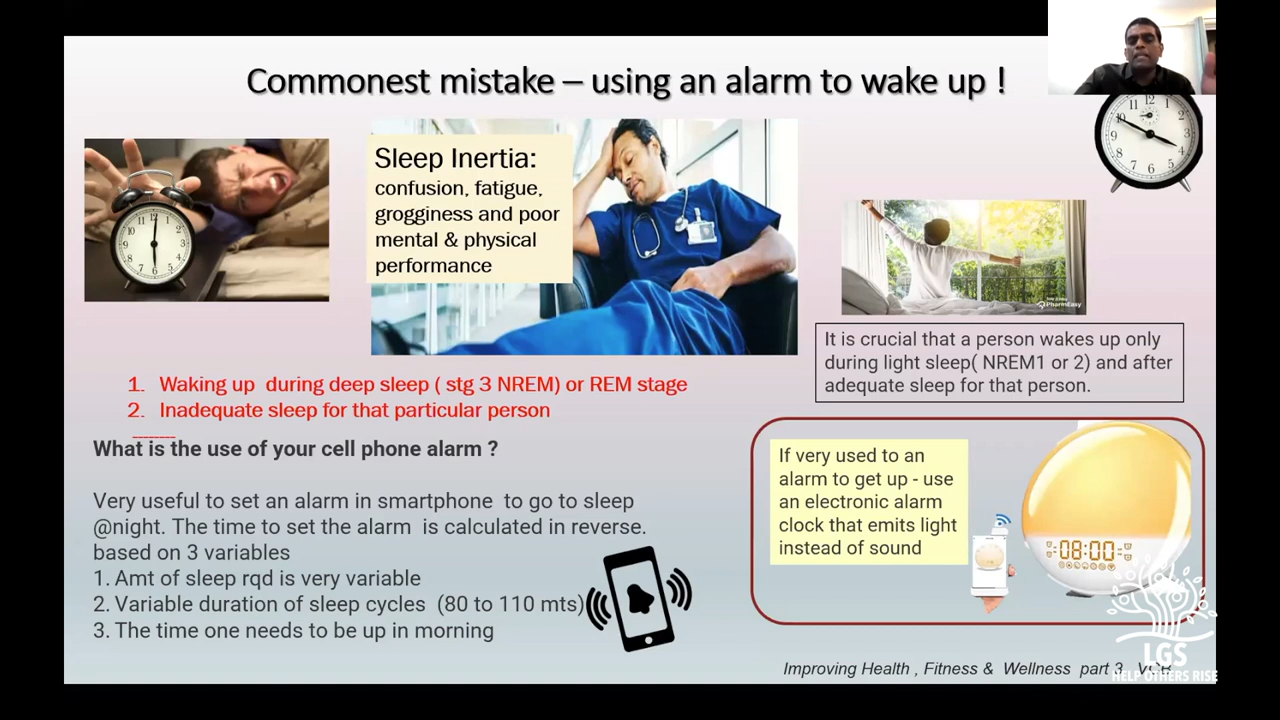 Commonest mistake – using an alarm to wake up !
Sleep Inertia:
confusion, fatigue,
grogginess and poor
mental & physical
performance
PharmEasy
It is crucial that a person wakes up only
during light sleep( NREM1 or 2) and after
adequate sleep for that person.
1. Waking up during deep sleep ( stg 3 NREM) or REM stage
2. Inadequate sleep for that particular person
What is the use of your cell phone alarm ?
Very useful to set an alarm in smartphone to go to sleep
@night. The time to set the alarm is calculated in reverse.
based on 3 variables
1. Amt of sleep rqd is very variable
2. Variable duration of sleep cycles (80 to 110 mts)
3. The time one needs to be up in morning
If very used to an
alarm to get up - use
an electronic alarm
clock that emits light
instead of sound
08:00
Improving Health , Fitness & Wellness part 3 VCR
LGS
HELP OTHERS RISE